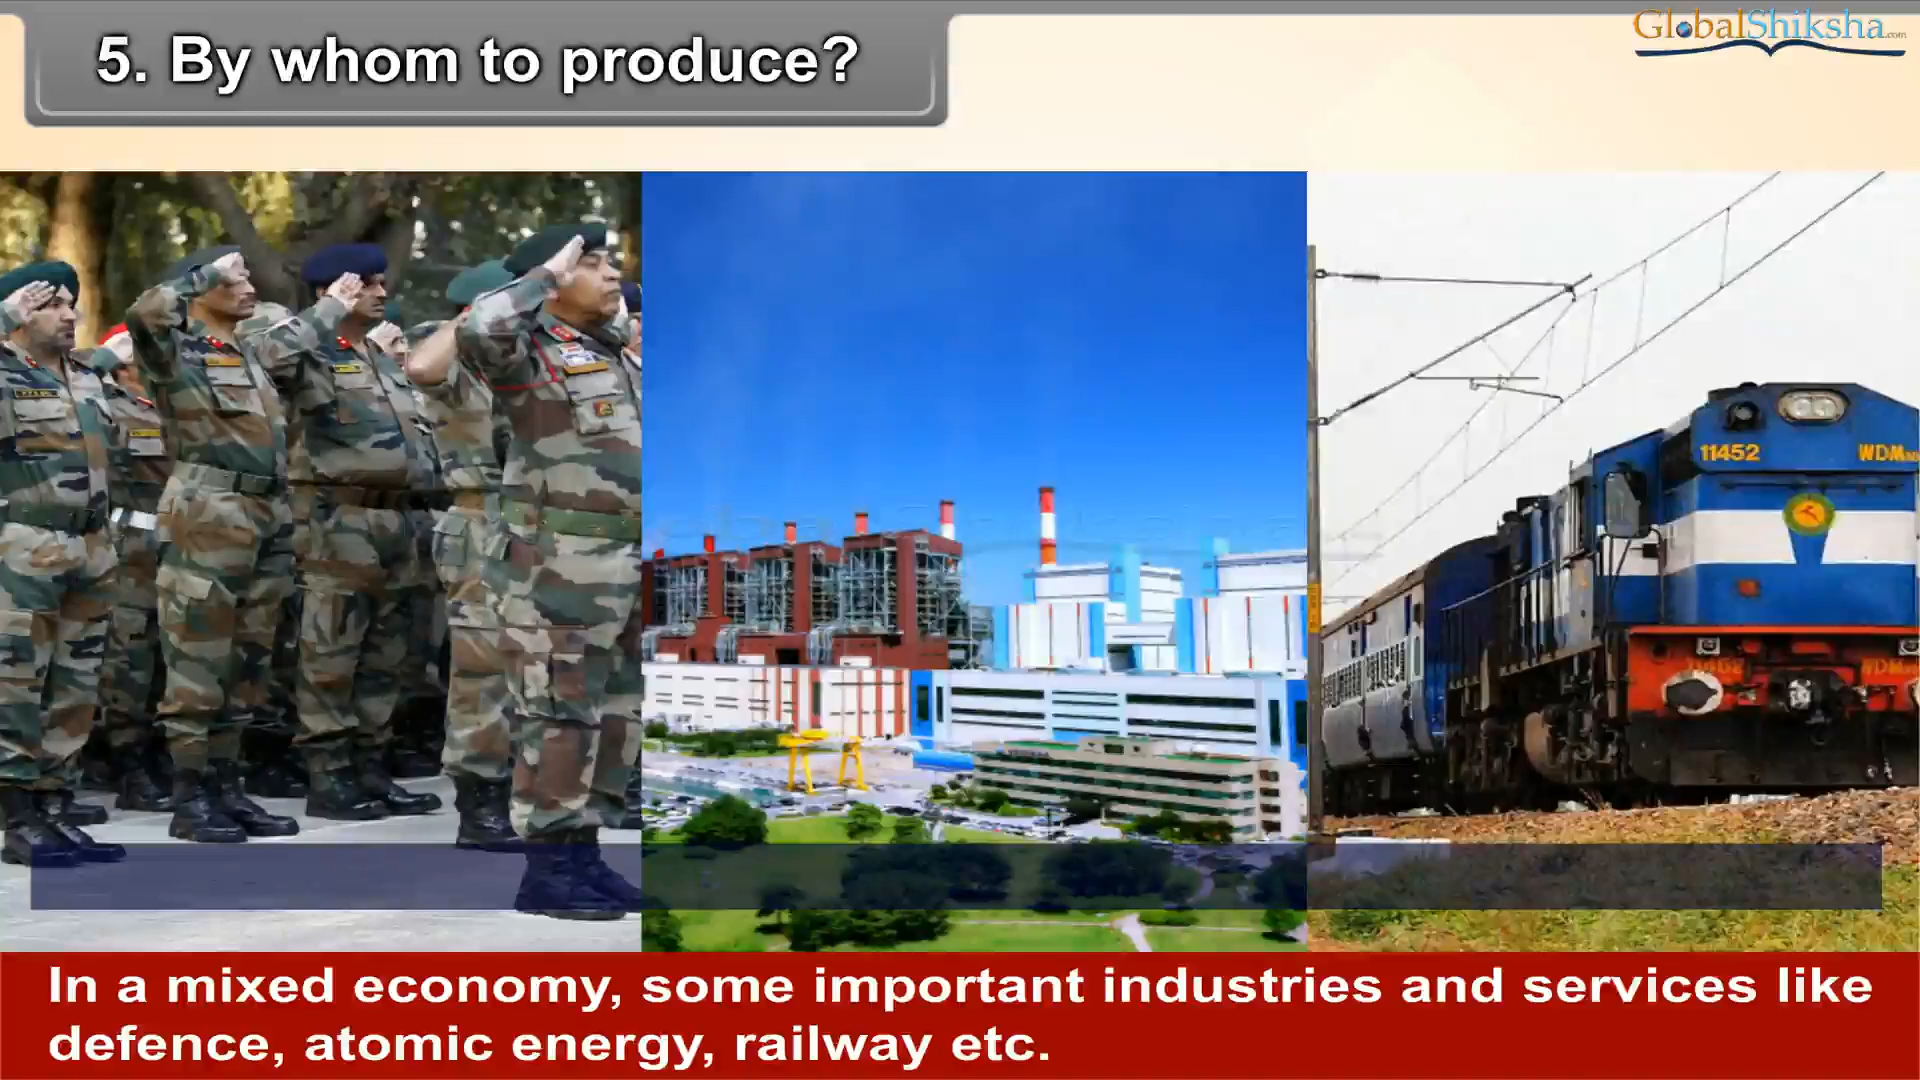 5. By whom to produce?
GlobalShiksha.com
11452
WDM
In a mixed economy, some important industries and services like
defence, atomic energy, railway etc.